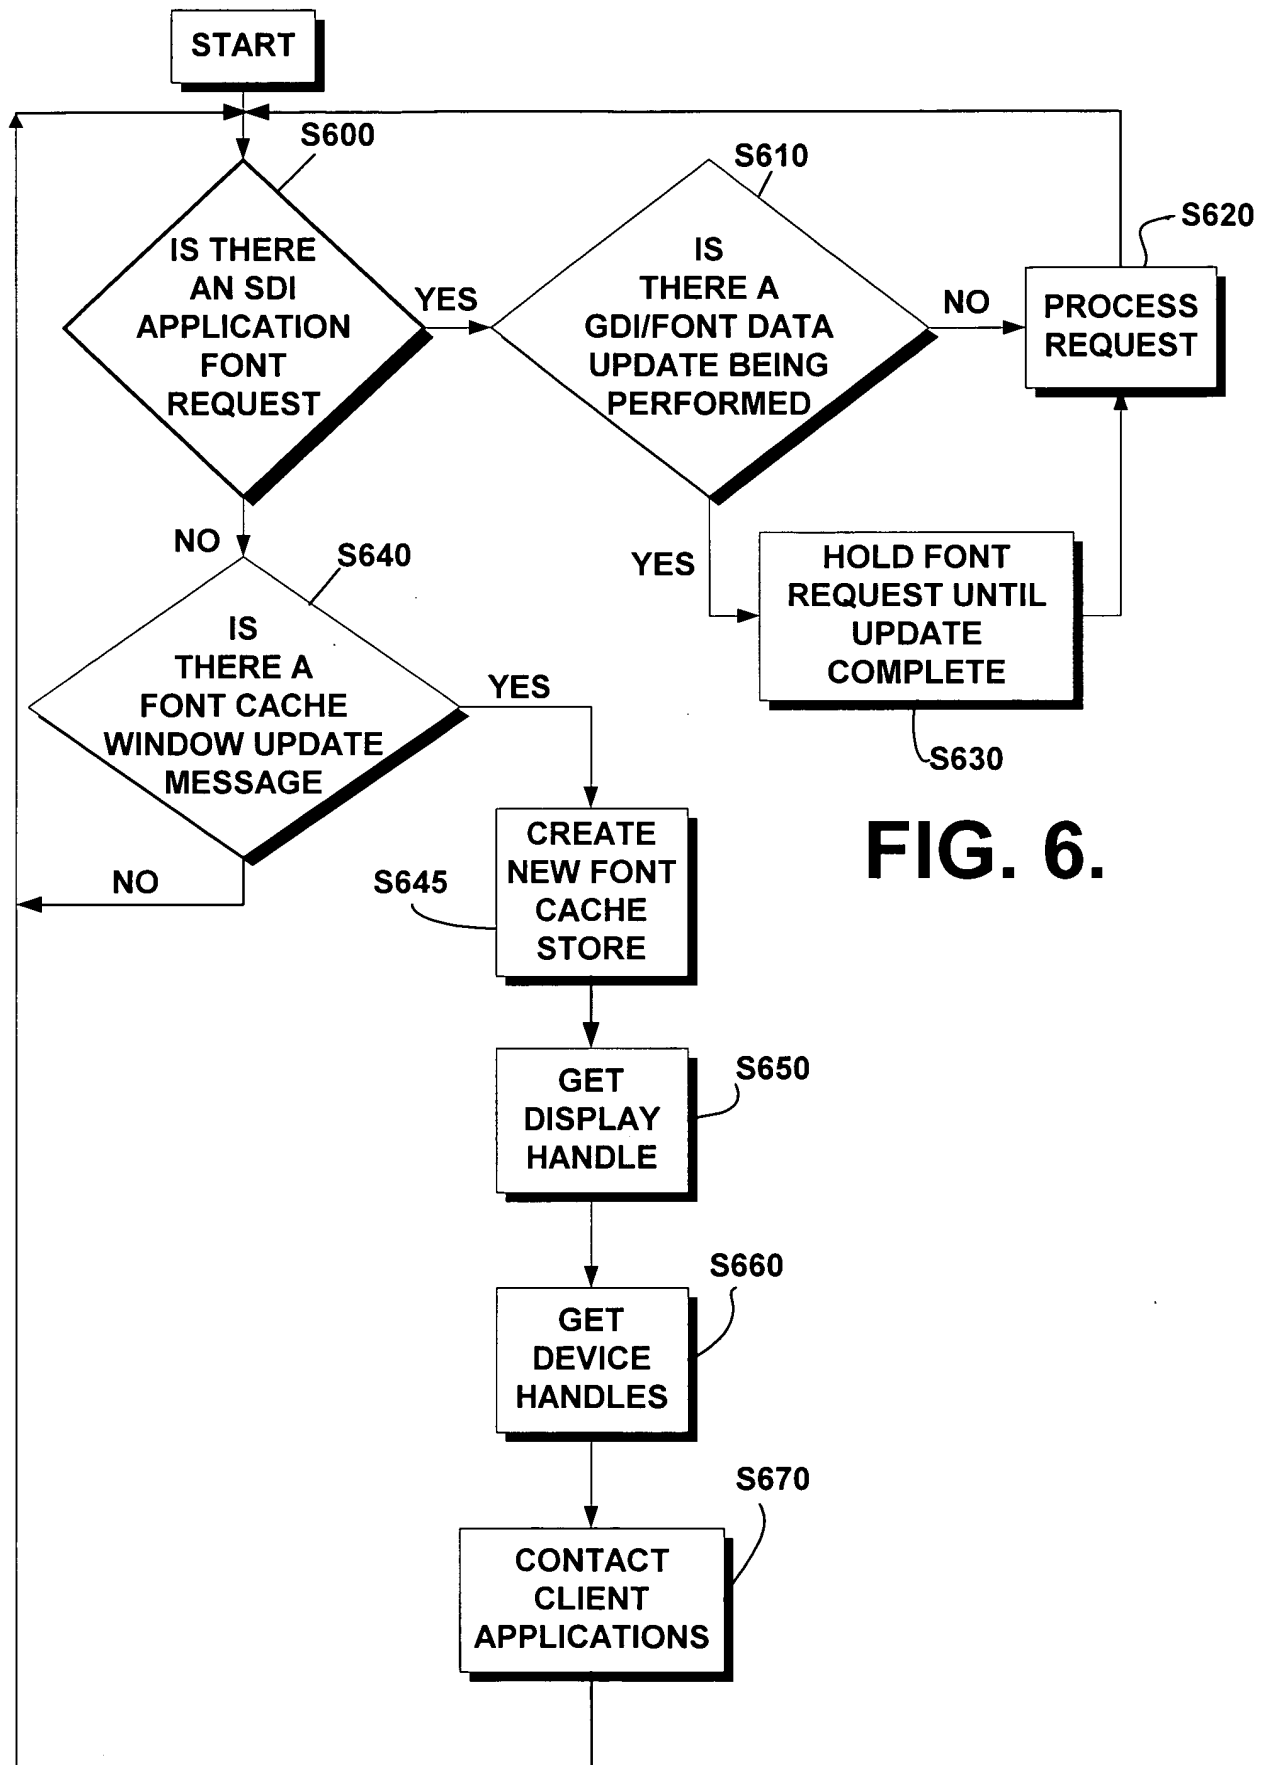 START
S600
IS THERE
AN SDI
APPLICATION
FONT
REQUEST
YES
S610
IS
THERE A
GDI/FONT DATA
UPDATE BEING
PERFORMED
NO
S620
PROCESS
REQUEST
YES
HOLD FONT
REQUEST UNTIL
UPDATE
COMPLETE
S630
NO
S640
IS
THERE A
FONT CACHE
WINDOW UPDATE
MESSAGE
YES
NO
S645
CREATE
NEW FONT
CACHE
STORE
FIG. 6.
S650
GET
DISPLAY
HANDLE
S660
GET
DEVICE
HANDLES
S670
CONTACT
CLIENT
APPLICATIONS